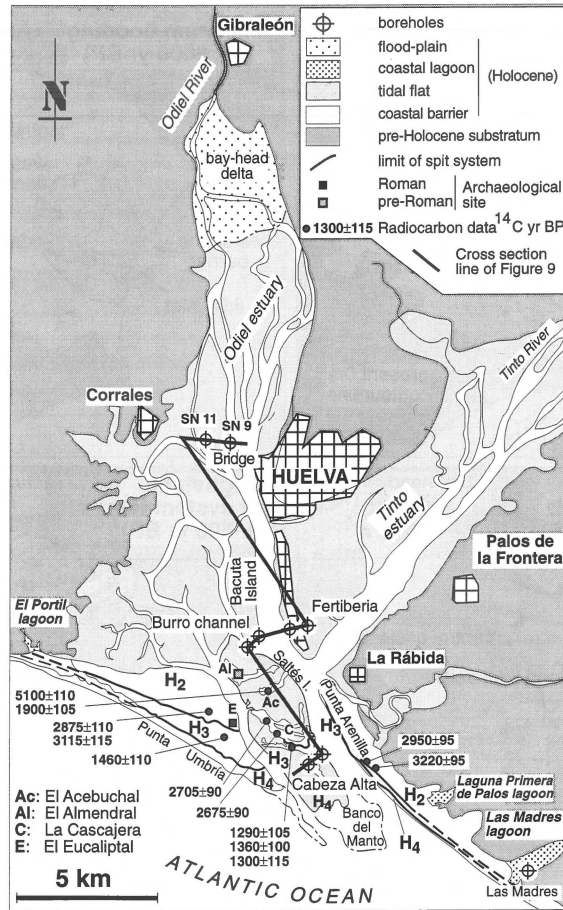 Gibraleón
N
Odiel River
bay-head
delta
boreholes
flood-plain
coastal lagoon
(Holocene)
tidal flat
coastal barrier
pre-Holocene substratum
limit of spit system
Roman
pre-Roman
Archaeological
site
1300±115 Radiocarbon data 14C yr BP
Cross section
line of Figure 9
Odiel estuary
Tinto River
Corrales
SN 11
SN 9
Bridge
HUELVA
Tinto
estuary
Palos
de la Frontera
Bacuta
Island
Fertiberia
El Portil
lagoon
Burro channel
Al
Saltés I.
La Rábida
H2
5100±110
1900±105
Ac
2875±110
3115±115
H3
E
C
H3
Punta Arenilla
2950±95
1460±110
Punta
Umbría
H3
H4
3220±95
H2
Laguna Primera
de Palos lagoon
2705±90
2675±90
Cabeza Alta
H4
H4
Las Madres
lagoon
Ac: El Acebuchal
Al: El Almendral
C: La Cascajera
E: El Eucaliptal
1290±105
1360±100
1300±115
Banco
del
Manto
5 km
ATLANTIC OCEAN
Las Madres